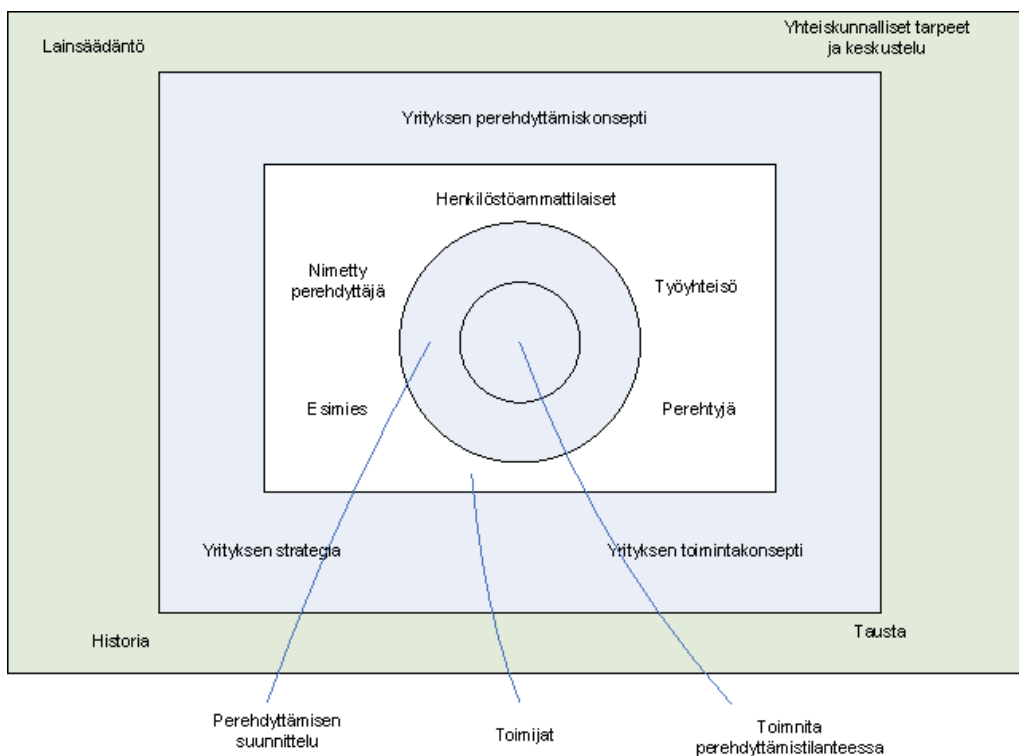 Lainsäädäntö
Yhteiskunnalliset tarpeet
ja keskustelu
Yrityksen perehdyttämiskonsepti
Henkilöstöammattilaiset
Nimetty
perehdyttäjä
Työyhteisö
Esimies
Perehtyjä
Yrityksen strategia
Yrityksen toimintakonsepti
Historia
Tausta
Perehdyttämisen
suunnittelu
Toimijat
Toimnita
perehdyttämistilanteessa